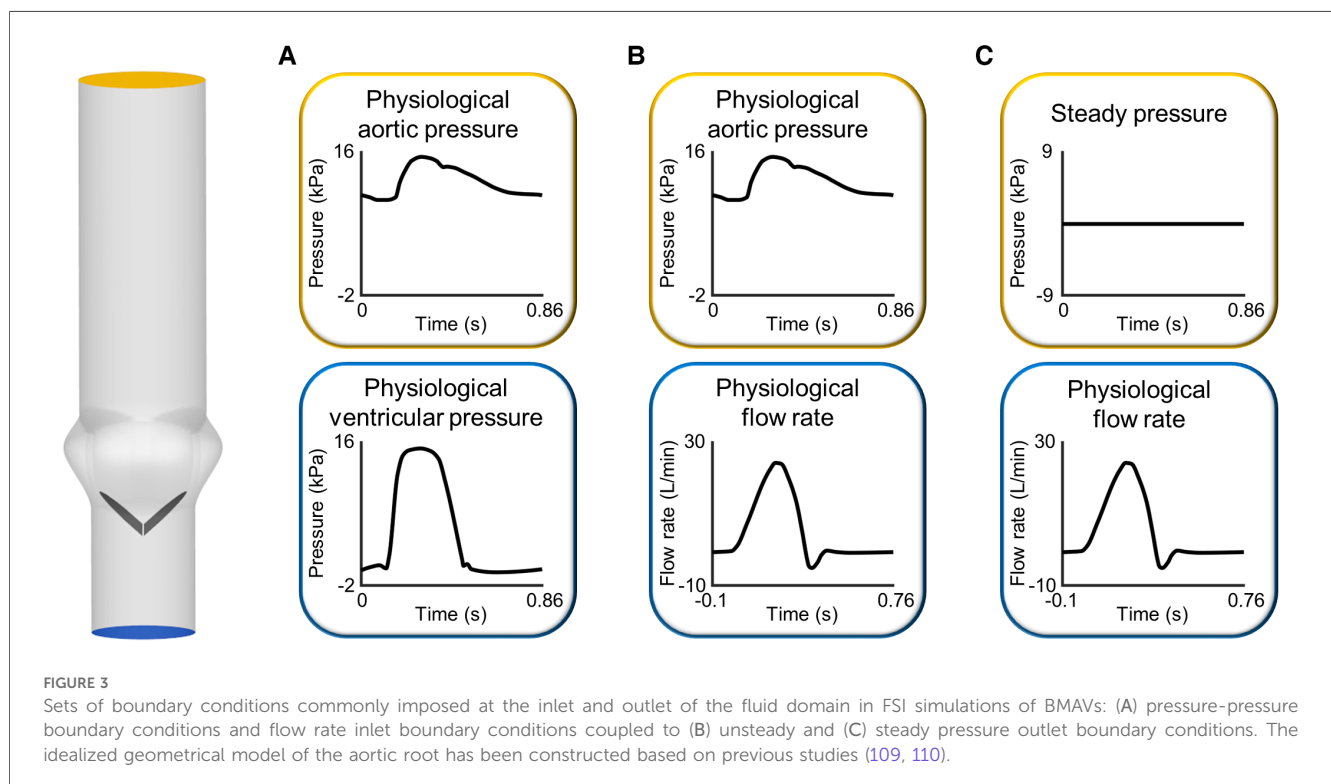 A
B
C
Physiological
aortic pressure
16
Pressure (kPa)
-2
0
0.86
Time (s)
Physiological
aortic pressure
16
Pressure (kPa)
-2
0
0.86
Time (s)
Steady pressure
9
Pressure (kPa)
-9
0
0.86
Time (s)
Physiological
ventricular pressure
16
Pressure (kPa)
-2
0
0.86
Time (s)
Physiological
flow rate
30
Flow rate (L/min)
-10
-0.1
0.76
Time (s)
Physiological
flow rate
30
Flow rate (L/min)
-10
-0.1
0.76
Time (s)
FIGURE 3
Sets of boundary conditions commonly imposed at the inlet and outlet of the fluid domain in FSI simulations of BMAVs: (A) pressure-pressure
boundary conditions and flow rate inlet boundary conditions coupled to (B) unsteady and (C) steady pressure outlet boundary conditions. The
idealized geometrical model of the aortic root has been constructed based on previous studies (109, 110).